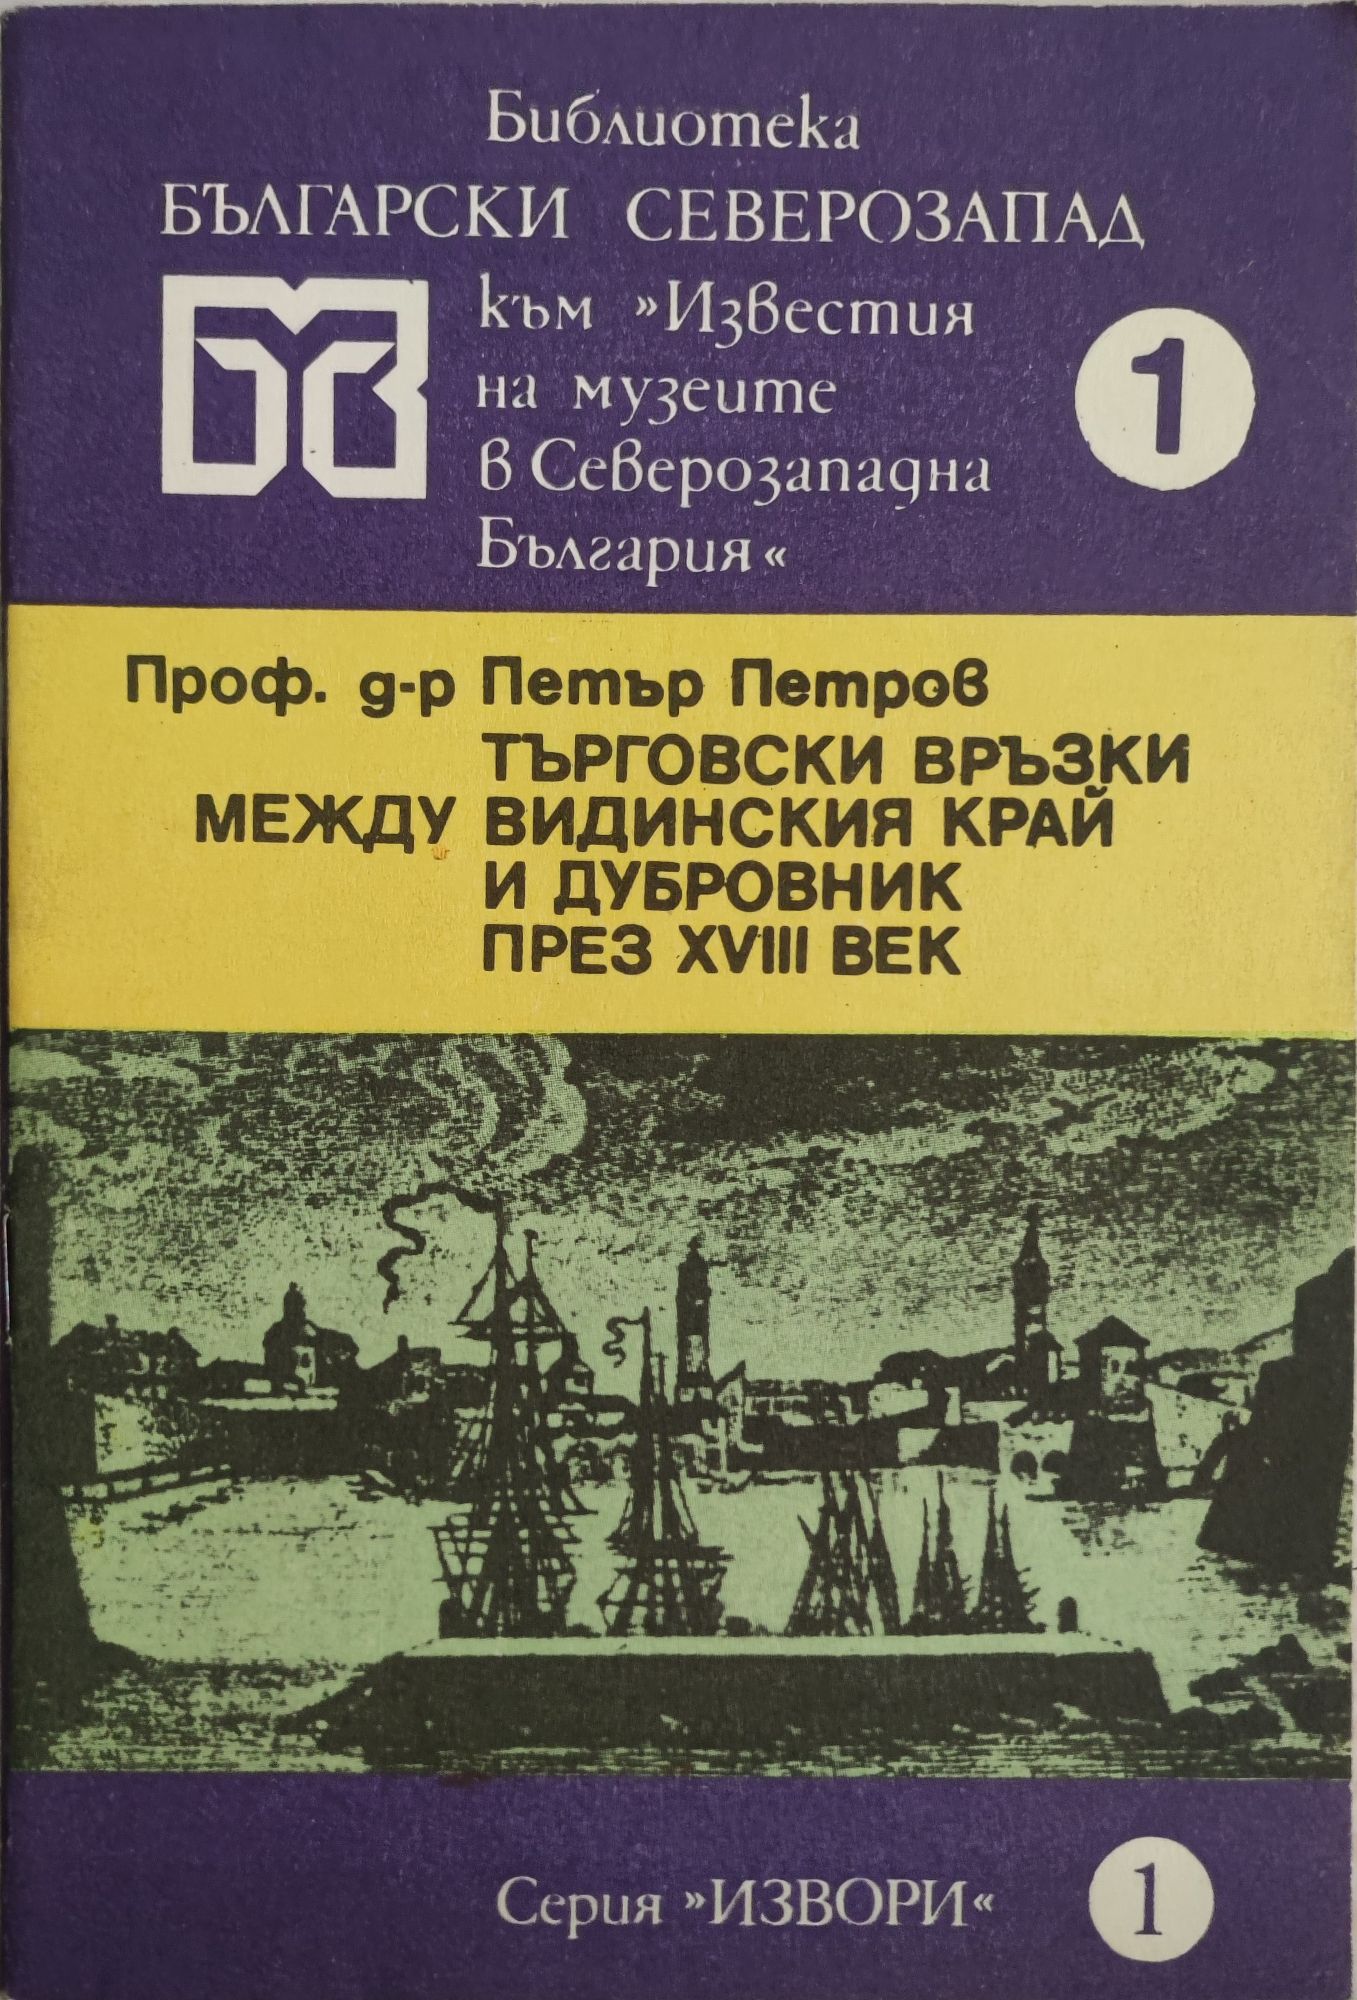 Библиотека
БЪЛГАРСКИ СЕВЕРОЗАПАД
към »Известия
на музеите
в Северозападна
България«
1
Проф. д-р Петър Петров
ТЪРГОВСКИ ВРЪЗКИ
МЕЖДУ ВИДИНСКИЯ КРАЙ
И ДУБРОВНИК
ПРЕЗ XVIII ВЕК
Серия »ИЗВОРИ«
1